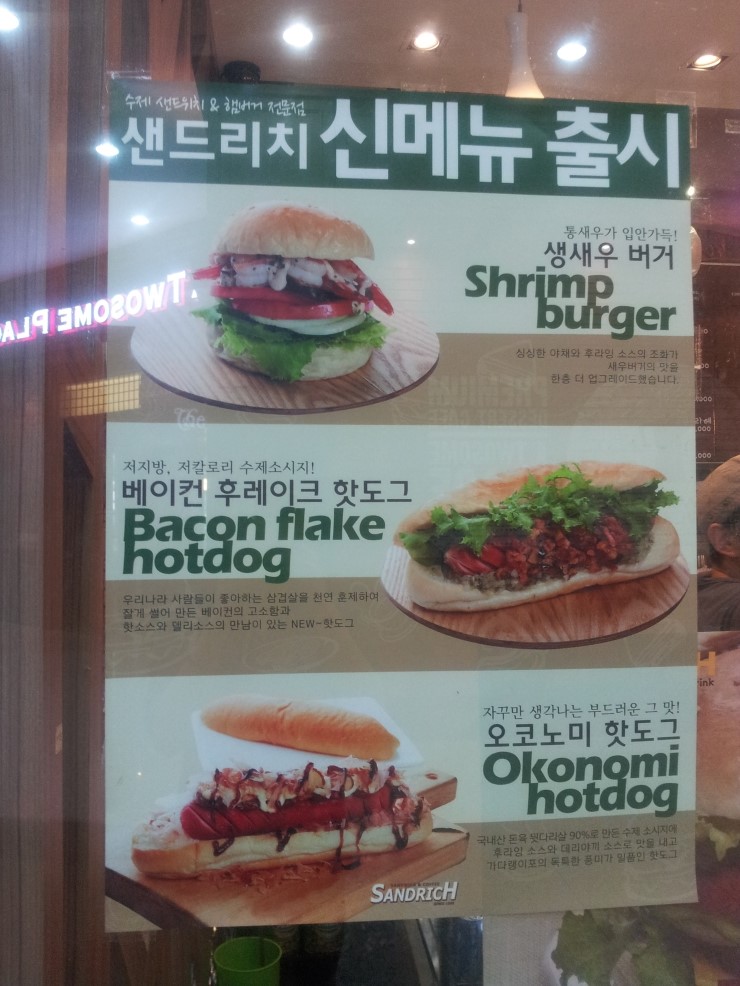 수제 샌드위치 & 햄버거 전문점
샌드리치 신메뉴 출시
통새우가 입안가득!
생새우 버거
Shrimp
burger
싱싱한 야채와 후라잉 소스의 조화가
새우버거의 맛을
한층 더 업그레이드했습니다.
TWOSOME PLA
The
저지방, 저칼로리 수제소시지!
베이컨 후레이크 핫도그
Bacon flake
hotdog
우리나라 사람들이 좋아하는 삼겹살을 천연 훈제하여
잘게 썰어 만든 베이컨의 고소함과
핫소스와 델리소스의 만남이 있는 NEW-핫도그
자꾸만 생각나는 부드러운 그 맛!
오코노미 핫도그
Okonomi
hotdog
국내산 돈육 뒷다리살 90%로 만든 수제 소시지에
후라잉 소스와 데리야끼 소스로 맛을 내고
가다랭이포의 독특한 풍미가 일품인 핫도그
SANDRICH